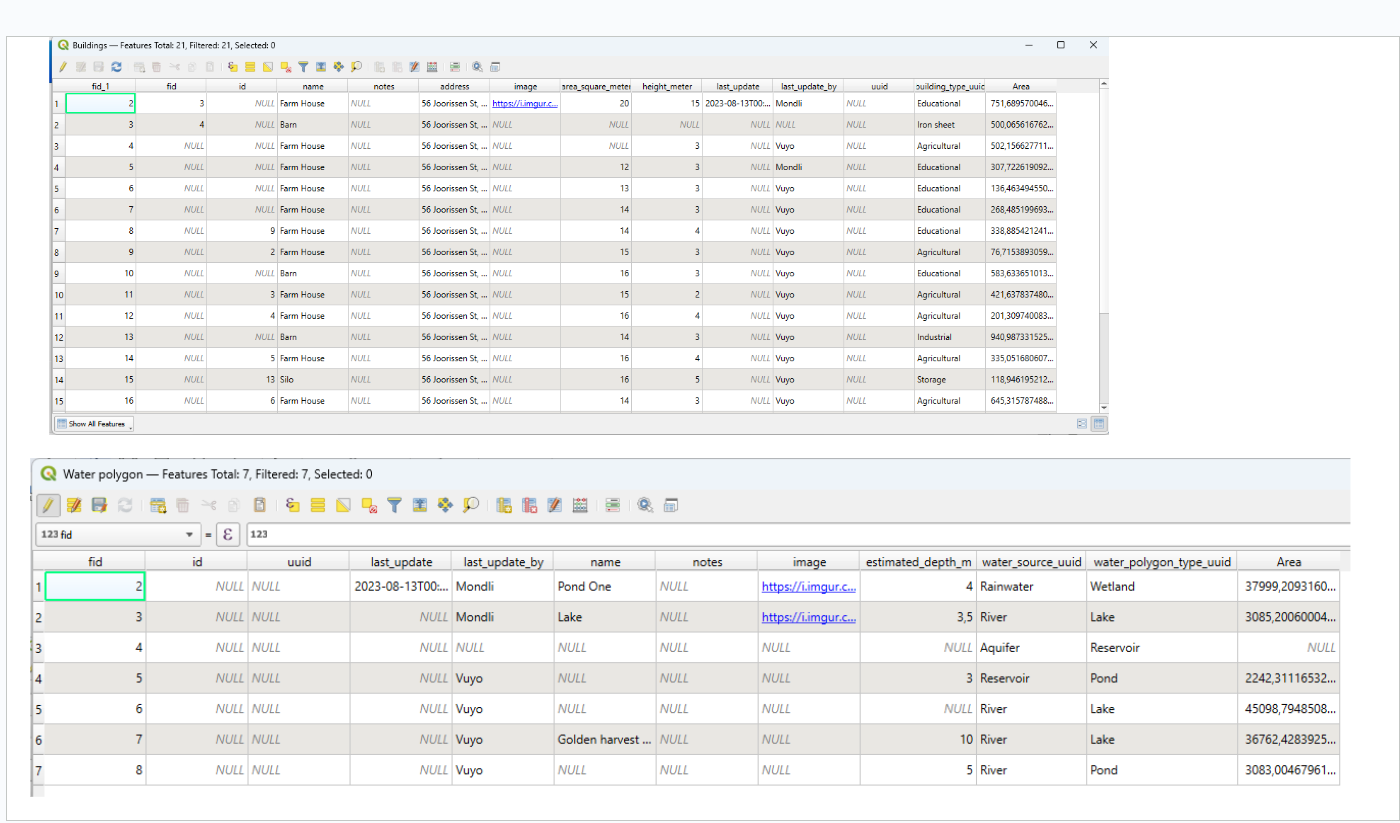 Buildings — Features Total: 21, Filtered: 21, Selected: 0
fid_1 fid id name notes address image area_square_meter height_meter last_update last_update_by uuid building_type_uuid Area
1 2 3 NULL Farm House NULL 56 Joorissen St, ... https://i.imgur.c... 20 15 2023-08-13T00:... Mondli NULL Educational 751,689570046...
2 3 4 NULL Barn NULL 56 Joorissen St, ... NULL NULL NULL NULL NULL NULL Iron sheet 500,065616762...
3 4 NULL NULL Farm House NULL 56 Joorissen St, ... NULL NULL 3 NULL Vuyo NULL Agricultural 502,156627711...
4 5 NULL NULL Farm House NULL 56 Joorissen St, ... NULL 12 3 NULL Mondli NULL Educational 307,722619092...
5 6 NULL NULL Farm House NULL 56 Joorissen St, ... NULL 13 3 NULL Vuyo NULL Educational 136,463494550...
6 7 NULL NULL Farm House NULL 56 Joorissen St, ... NULL 14 3 NULL Vuyo NULL Educational 268,485199693...
7 8 NULL 9 Farm House NULL 56 Joorissen St, ... NULL 14 4 NULL Vuyo NULL Educational 338,885421241...
8 9 NULL 2 Farm House NULL 56 Joorissen St, ... NULL 15 3 NULL Vuyo NULL Agricultural 76,7153893059...
9 10 NULL NULL Barn NULL 56 Joorissen St, ... NULL 16 3 NULL Vuyo NULL Educational 583,633651013...
10 11 NULL 3 Farm House NULL 56 Joorissen St, ... NULL 15 2 NULL Vuyo NULL Agricultural 421,637837480...
11 12 NULL 4 Farm House NULL 56 Joorissen St, ... NULL 16 4 NULL Vuyo NULL Agricultural 201,309740083...
12 13 NULL NULL Barn NULL 56 Joorissen St, ... NULL 14 3 NULL Vuyo NULL Industrial 940,987331525...
13 14 NULL 5 Farm House NULL 56 Joorissen St, ... NULL 16 4 NULL Vuyo NULL Agricultural 335,051680607...
14 15 NULL 13 Silo NULL 56 Joorissen St, ... NULL 16 5 NULL Vuyo NULL Storage 118,946195212...
15 16 NULL 6 Farm House NULL 56 Joorissen St, ... NULL 14 3 NULL Vuyo NULL Agricultural 645,315787488...
Show All Features
Water polygon — Features Total: 7, Filtered: 7, Selected: 0
123 fid = ε 123
fid id uuid last_update last_update_by name notes image estimated_depth_m water_source_uuid water_polygon_type_uuid Area
1 2 NULL NULL 2023-08-13T00:... Mondli Pond One NULL https://i.imgur.c... 4 Rainwater Wetland 37999,2093160...
2 3 NULL NULL NULL Mondli Lake NULL https://i.imgur.c... 3,5 River Lake 3085,20060004...
3 4 NULL NULL NULL NULL NULL NULL NULL NULL Aquifer Reservoir NULL
4 5 NULL NULL NULL Vuyo NULL NULL NULL 3 Reservoir Pond 2242,31116532...
5 6 NULL NULL NULL Vuyo NULL NULL NULL NULL River Lake 45098,7948508...
6 7 NULL NULL NULL Vuyo Golden harvest ... NULL NULL 10 River Lake 36762,4283925...
7 8 NULL NULL NULL Vuyo NULL NULL NULL 5 River Pond 3083,00467961...